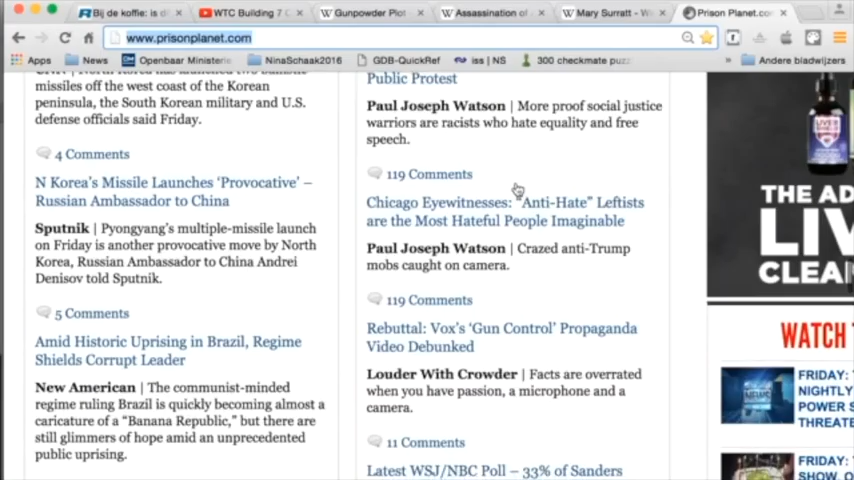 Bij de koffie: is d
WTC Building 7 C
Gunpowder Plot -
Assassination of
Mary Surratt - Wi
Prison Planet.com
www.prisonplanet.com
Apps
News
Openbaar Ministerie
NinaSchaak2016
GDB-QuickRef
iss | NS
300 checkmate puz
»
Andere bladwijzers
missiles off the west coast of the Korean
peninsula, the South Korean military and U.S.
defense officials said Friday.
4 Comments
N Korea's Missile Launches 'Provocative' –
Russian Ambassador to China
Sputnik | Pyongyang's multiple-missile launch
on Friday is another provocative move by North
Korea, Russian Ambassador to China Andrei
Denisov told Sputnik.
5 Comments
Amid Historic Uprising in Brazil, Regime
Shields Corrupt Leader
New American | The communist-minded
regime ruling Brazil is quickly becoming almost a
caricature of a "Banana Republic," but there are
still glimmers of hope amid an unprecedented
public uprising.
Public Protest
Paul Joseph Watson | More proof social justice
warriors are racists who hate equality and free
speech.
119 Comments
Chicago Eyewitnesses: "Anti-Hate" Leftists
are the Most Hateful People Imaginable
Paul Joseph Watson | Crazed anti-Trump
mobs caught on camera.
119 Comments
Rebuttal: Vox's 'Gun Control' Propaganda
Video Debunked
Louder With Crowder | Facts are overrated
when you have passion, a microphone and a
camera.
11 Comments
Latest WSJ/NBC Poll – 33% of Sanders
THE AD
LIV
CLEAN
WATCH T
FRIDAY: T
NIGHTLY
POWER S
THREATE
FRIDAY: Y
SHOW. O